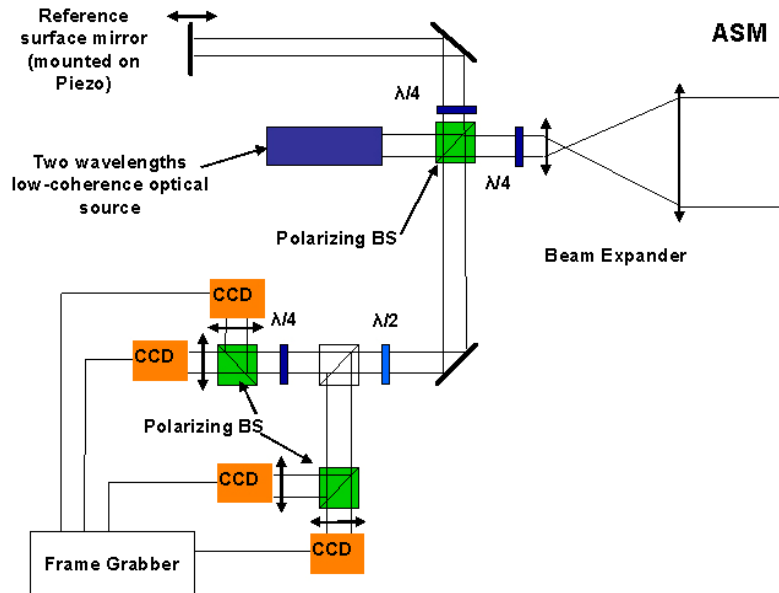 Reference
surface mirror
(mounted on
Piezo)
ASM
λ/4
Two wavelengths
low-coherence optical
source
λ/4
Polarizing BS
Beam Expander
CCD
λ/4
λ/2
CCD
Polarizing BS
CCD
CCD
Frame Grabber